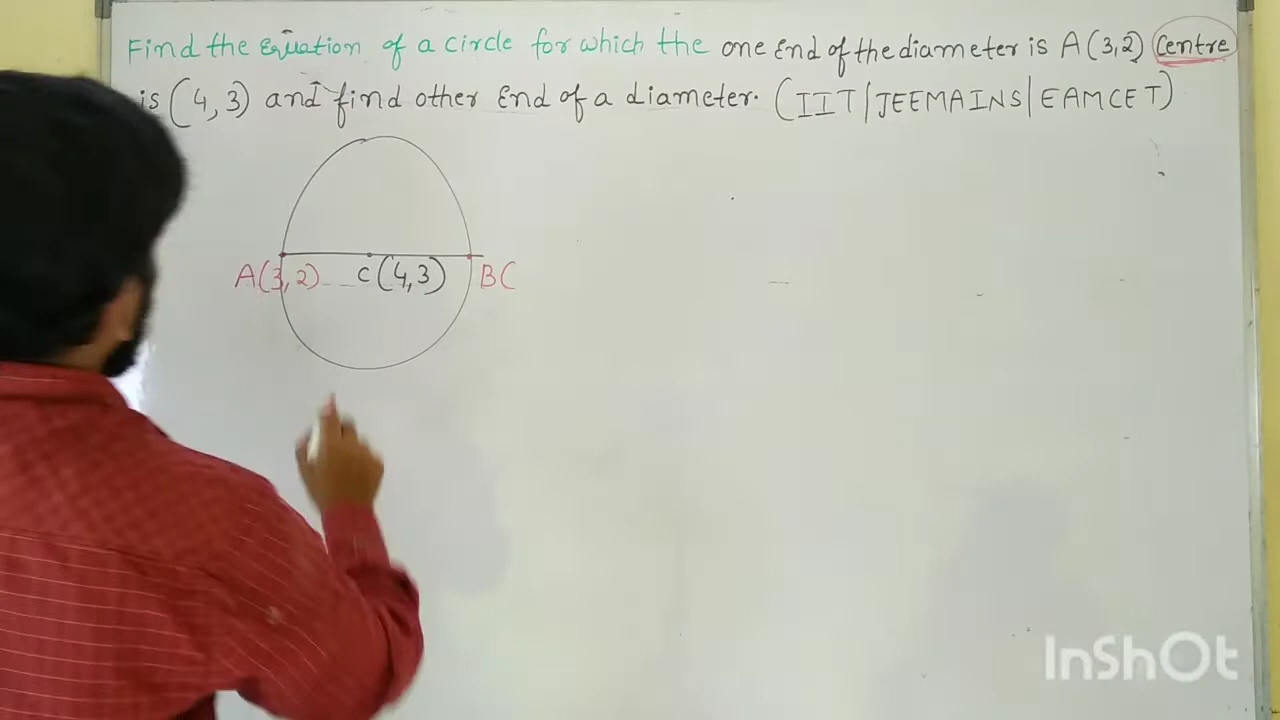 Find the Equation of a circle for which the one End of the diameter is A(3,2) Centre
is (4,3) and find other End of a diameter. (IIT/JEEMAINS/EAMCET)
A(3,2) C(4,3) B(
InShOt